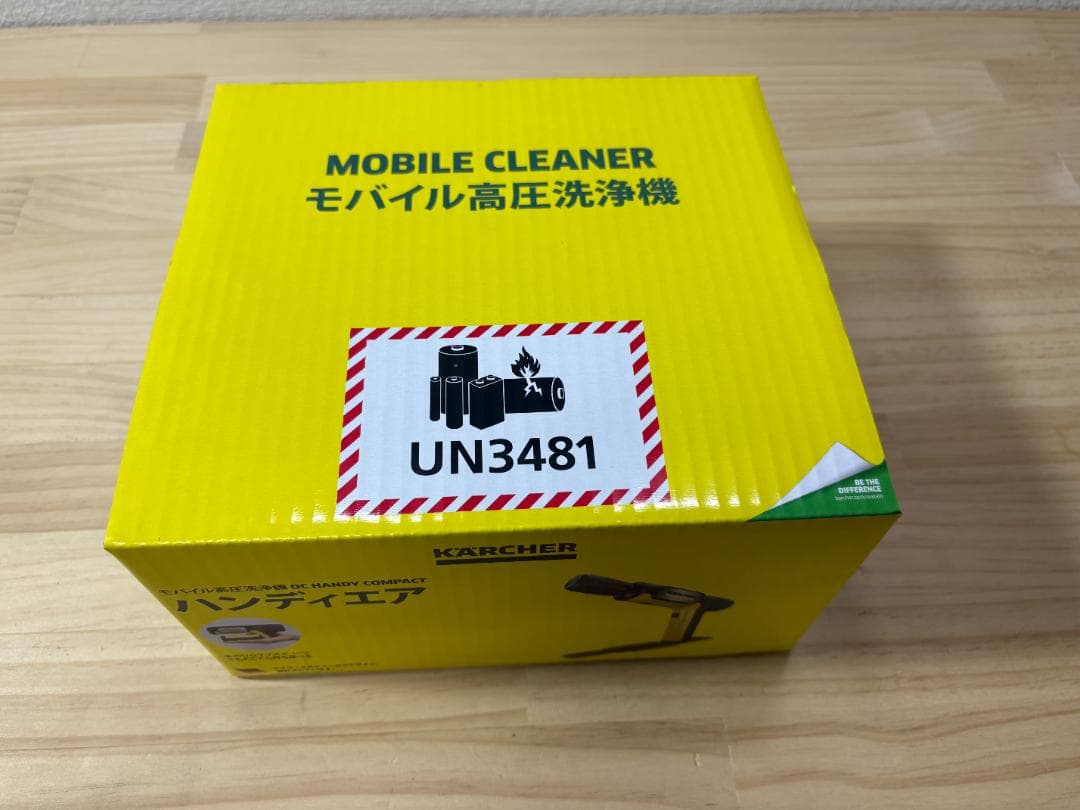 MOBILE CLEANER
モバイル高圧洗浄機
UN3481
BE THE
DIFFERENCE
KÄRCHER
モバイル高圧洗浄機 OC HANDY COMPACT
ハンディエア